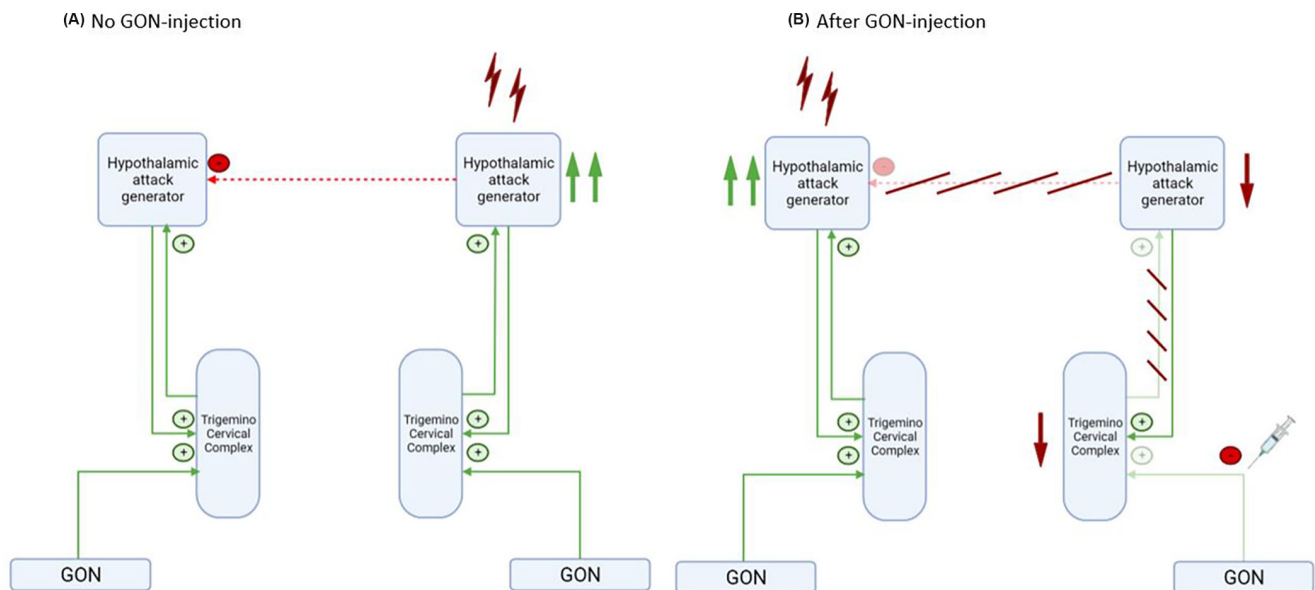 (A) No GON-injection
Hypothalamic
attack
generator
-
Hypothalamic
attack
generator
+
+
Trigemino
Cervical
Complex
+
+
Trigemino
Cervical
Complex
+
+
GON
GON
(B) After GON-injection
Hypothalamic
attack
generator
-
Hypothalamic
attack
generator
+
+
Trigemino
Cervical
Complex
+
+
Trigemino
Cervical
Complex
+
+
-
GON
GON